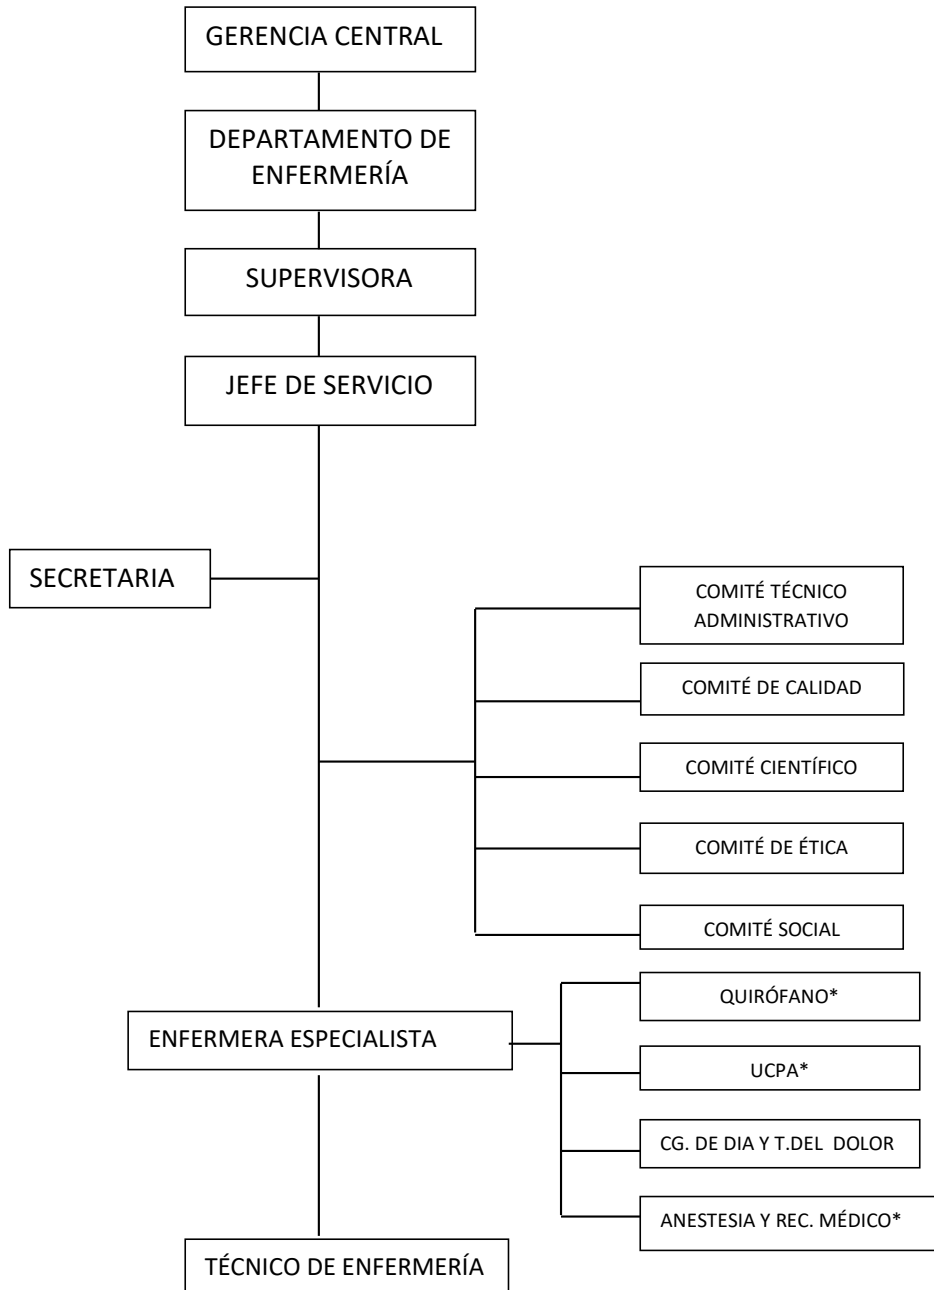 GERENCIA CENTRAL
DEPARTAMENTO DE
ENFERMERÍA
SUPERVISORA
JEFE DE SERVICIO
SECRETARIA
COMITÉ TÉCNICO
ADMINISTRATIVO
COMITÉ DE CALIDAD
COMITÉ CIENTÍFICO
COMITÉ DE ÉTICA
COMITÉ SOCIAL
ENFERMERA ESPECIALISTA
QUIRÓFANO*
UCPA*
CG. DE DIA Y T.DEL DOLOR
ANESTESIA Y REC. MÉDICO*
TÉCNICO DE ENFERMERÍA